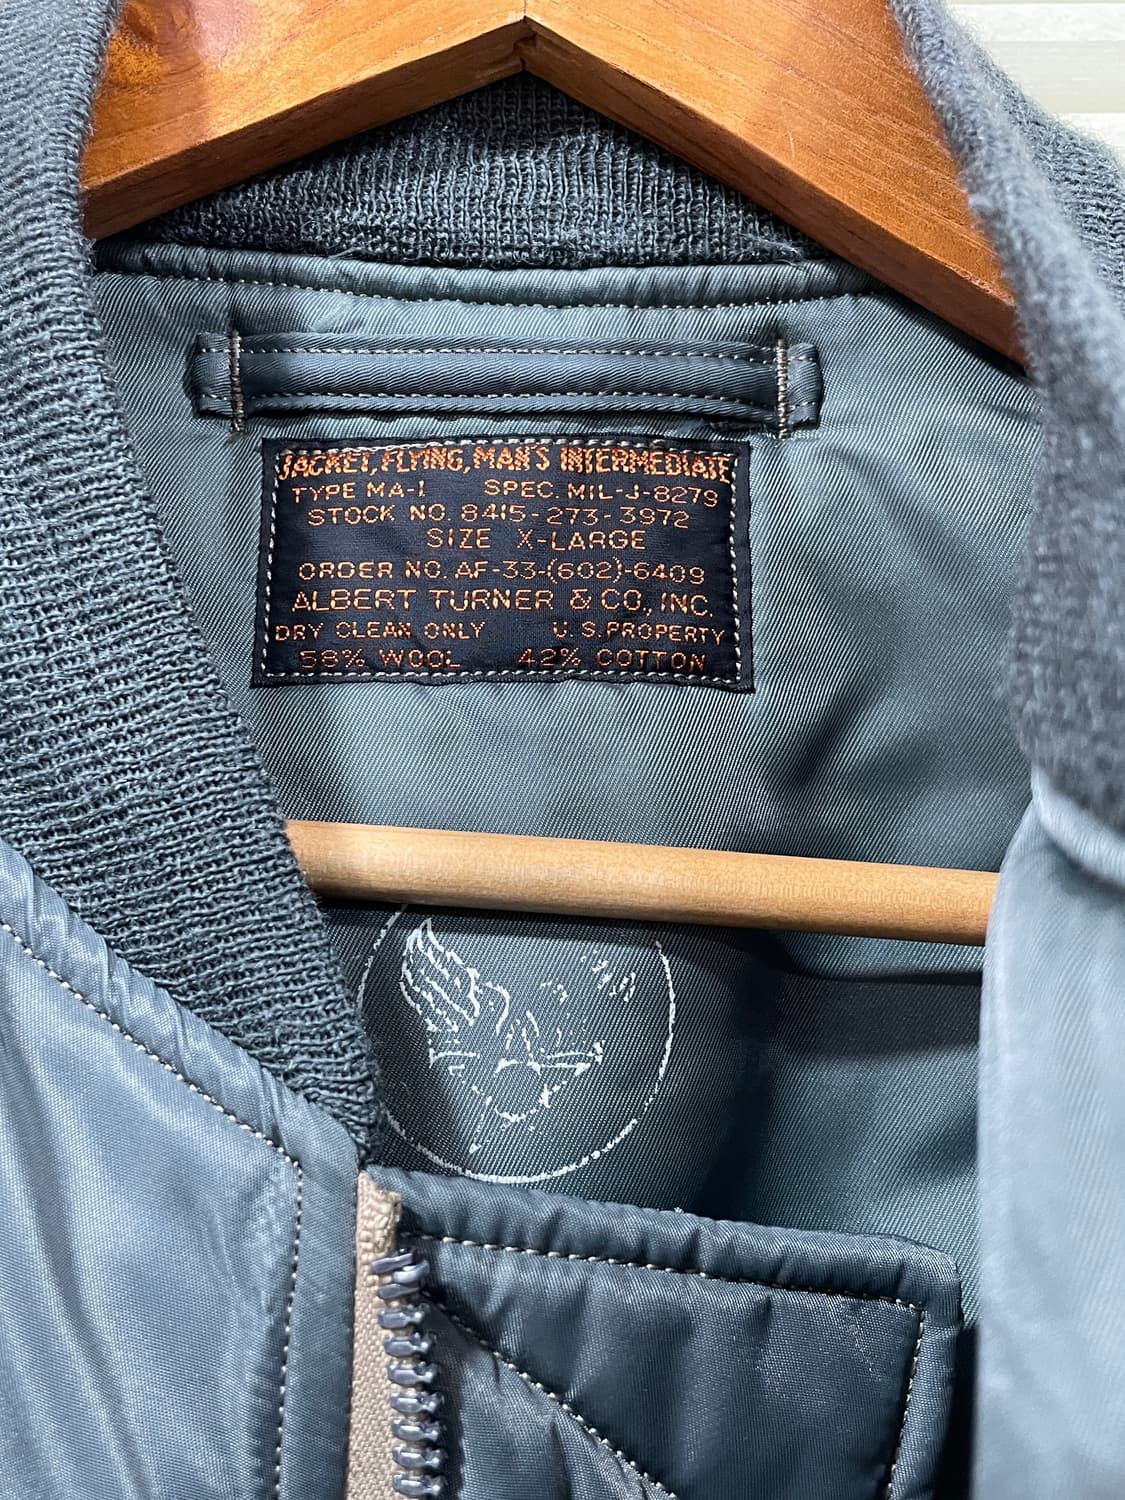 JACKET, FLYING, MAN'S INTERMEDIATE
TYPE MA-1 SPEC. MIL-J-8279
STOCK NO. 8415-273-3972
SIZE X-LARGE
ORDER NO. AF-33-(602)-6409
ALBERT TURNER & CO., INC.
DRY CLEAN ONLY U.S. PROPERTY
58% WOOL 42% COTTON